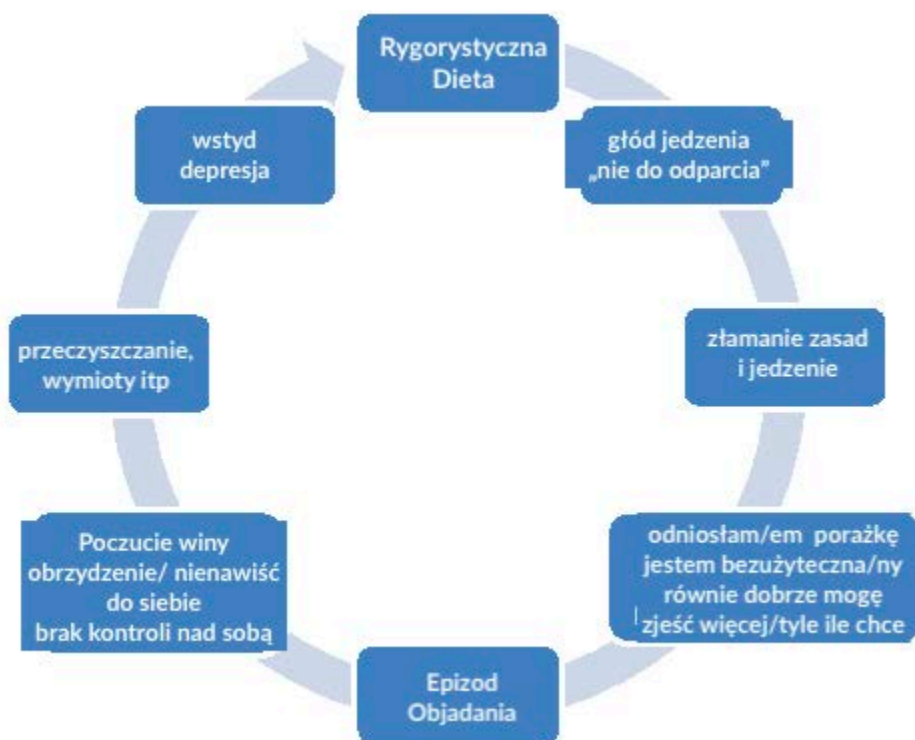 Rygorystyczna
Dieta
głód jedzenia
„nie do odparcia”
złamanie zasad
i jedzenie
odniosłam/em porażkę
jestem bezużyteczna/ny
równie dobrze mogę
zjeść więcej/tyle ile chce
Epizod
Objadania
Poczucie winy
obrzydzenie/ nienawiść
do siebie
brak kontroli nad sobą
przeczyszczanie,
wymioty itp
wstyd
depresja